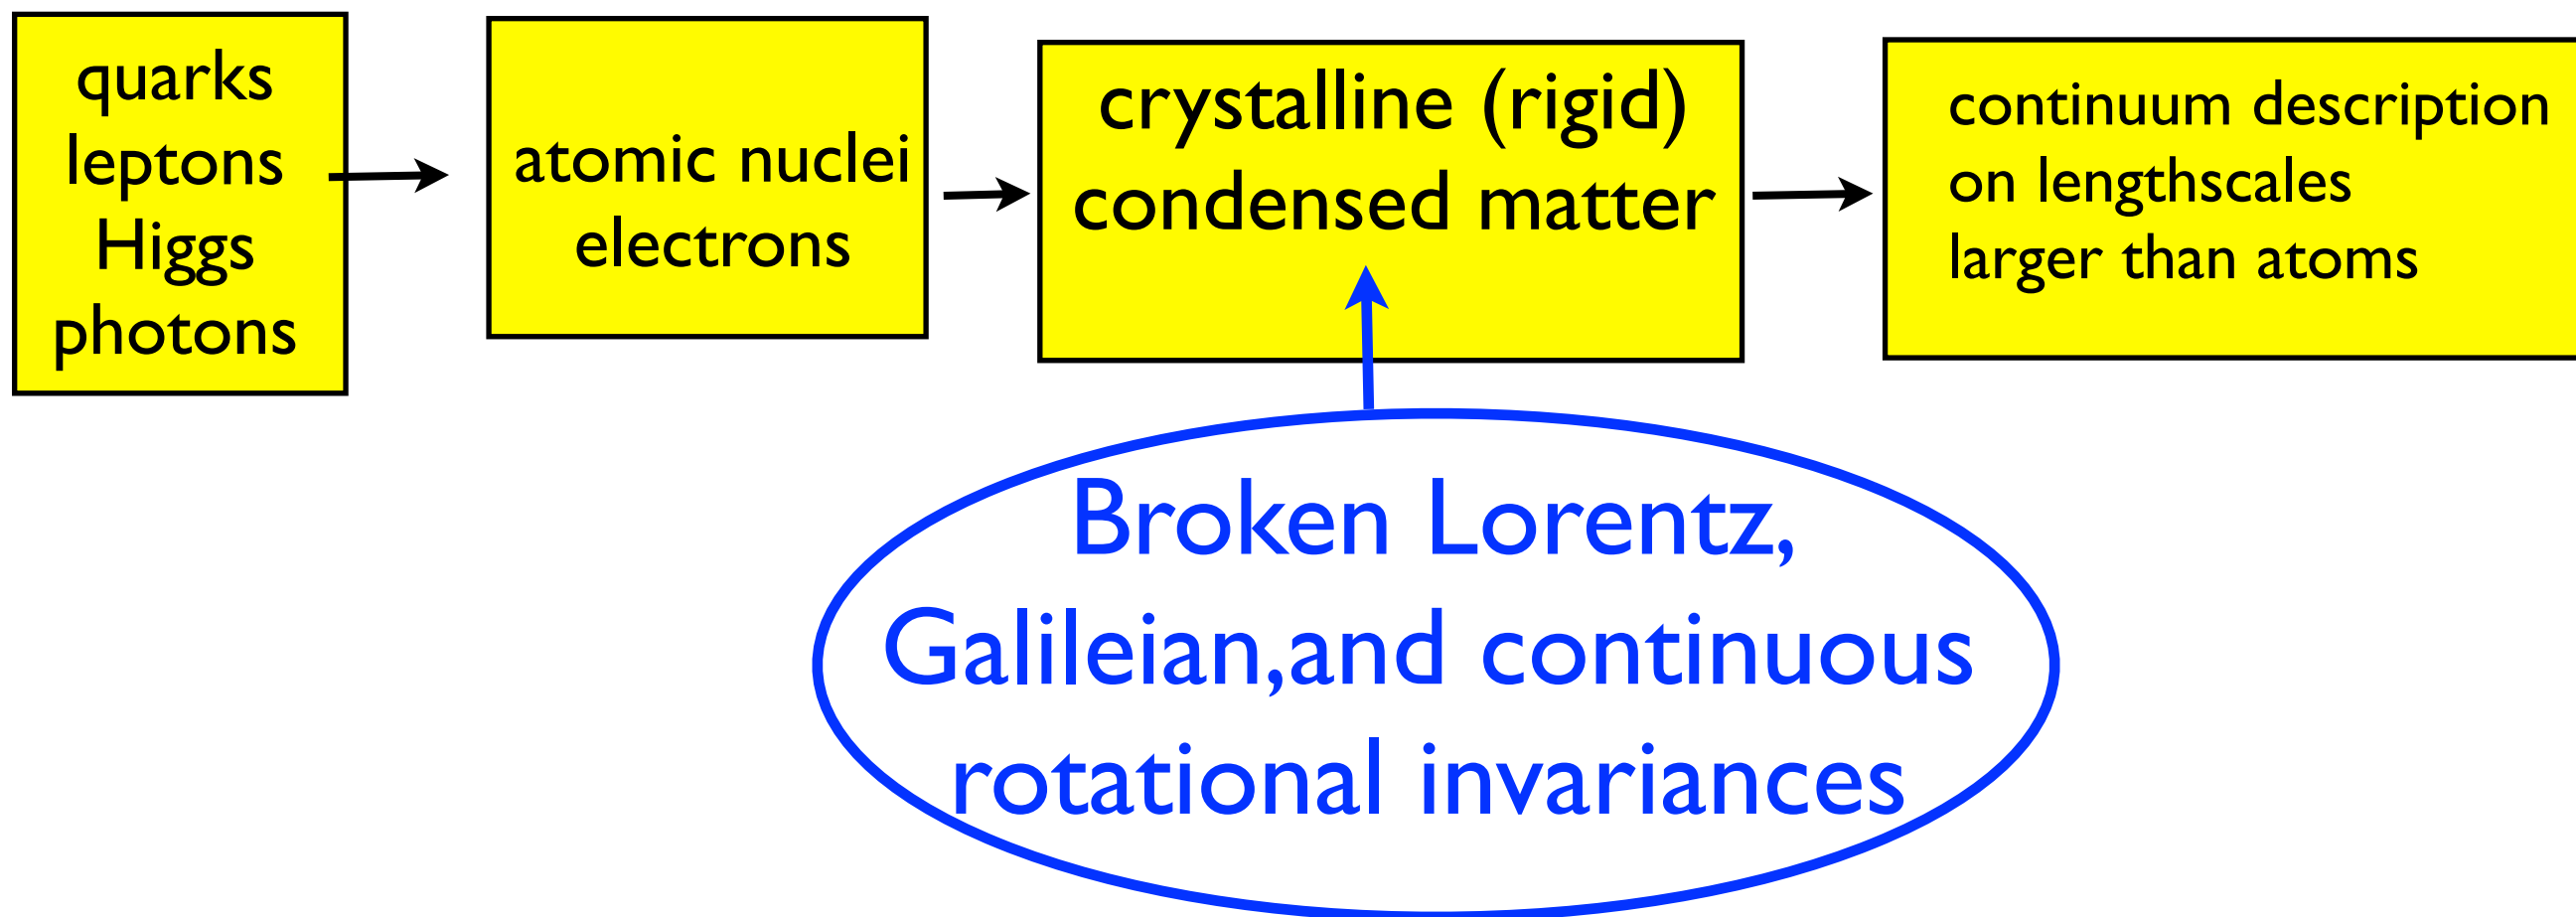 quarks
leptons
Higgs
photons
atomic nuclei
electrons
crystalline (rigid)
condensed matter
continuum description
on lengthscales
larger than atoms
Broken Lorentz,
Galileian,and continuous
rotational invariances